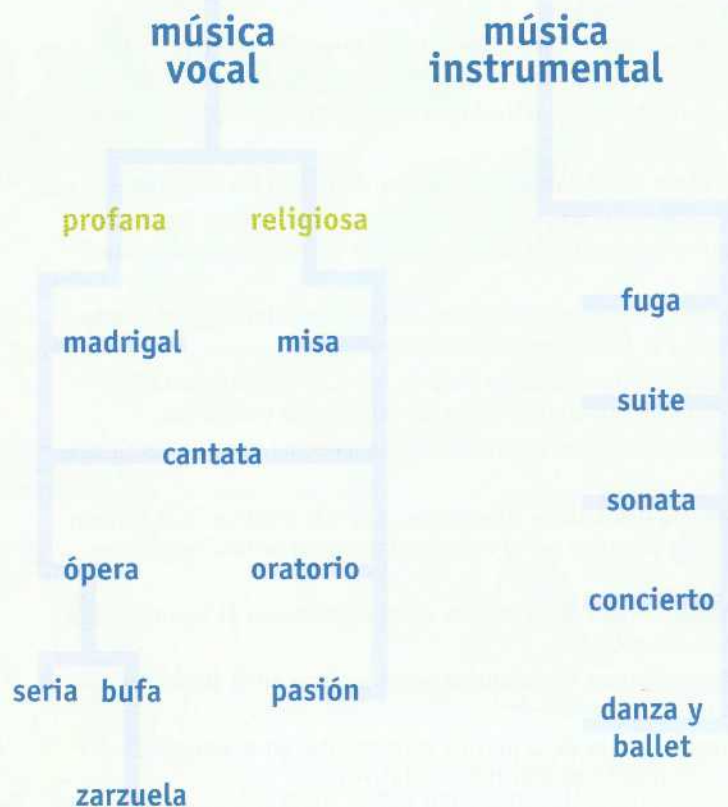 música
vocal
música
instrumental
profana
religiosa
madrigal
misa
cantata
ópera
oratorio
seria
bufa
pasión
zarzuela
fuga
suite
sonata
concierto
danza y
ballet